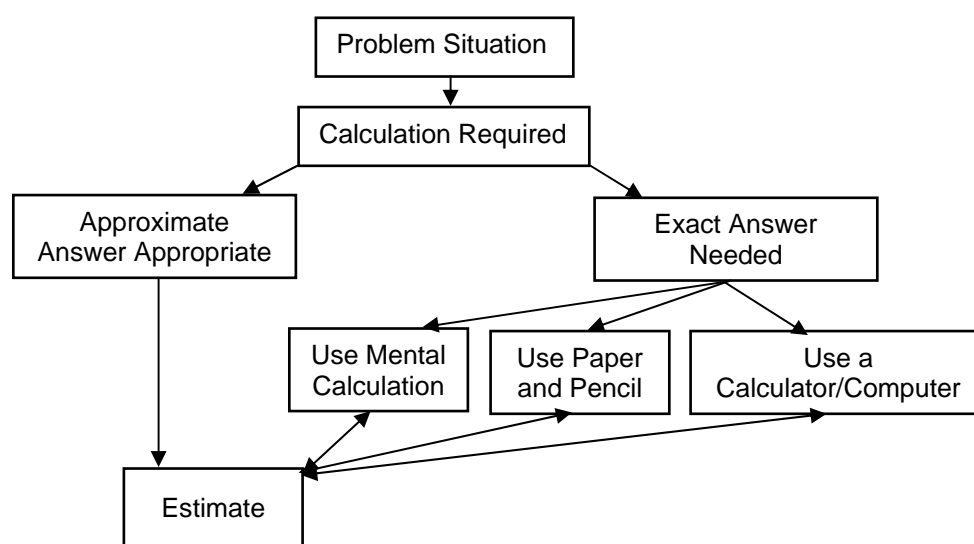 Problem Situation
Calculation Required
Approximate
Answer Appropriate
Exact Answer
Needed
Use Mental
Calculation
Use Paper
and Pencil
Use a
Calculator/Computer
Estimate